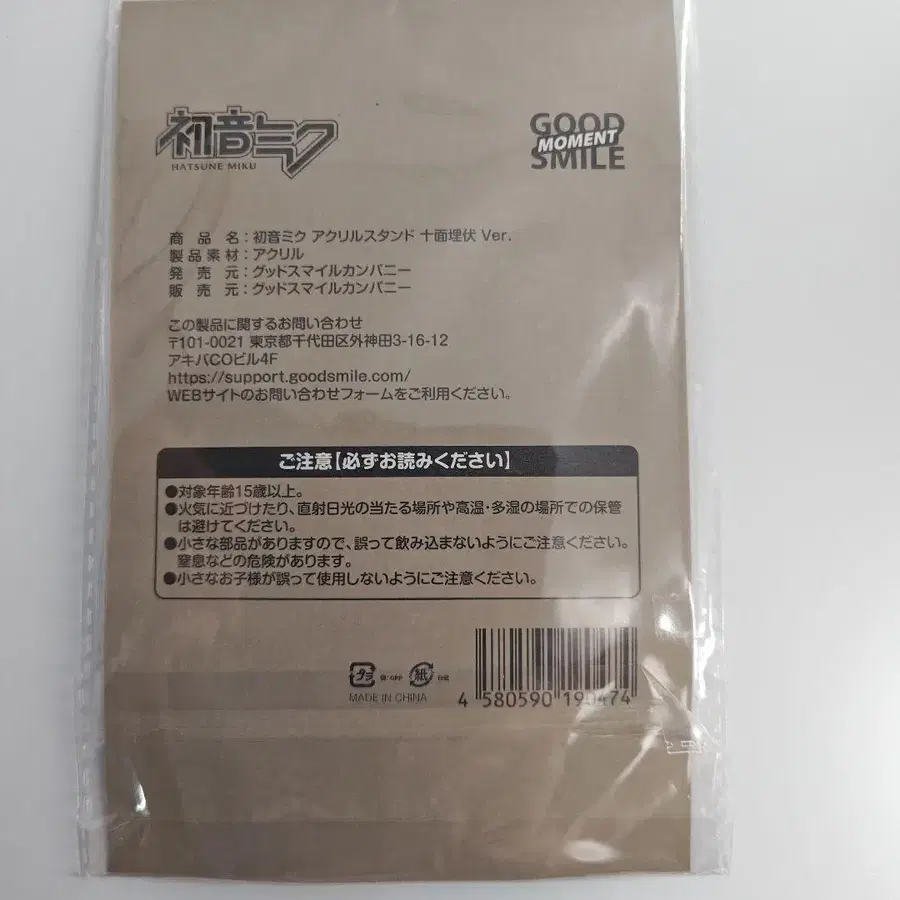 初音ミク
HATSUNE MIKU
GOOD
MOMENT
SMILE
商品名：初音ミク アクリルスタンド 十面埋伏 Ver.
製品素材：アクリル
発売元：グッドスマイルカンパニー
販売元：グッドスマイルカンパニー
この製品に関するお問い合わせ
〒101-0021 東京都千代田区外神田3-16-12
アキバCOビル4F
https://support.goodsmile.com/
WEBサイトのお問い合わせフォームをご利用ください。
ご注意【必ずお読みください】
●対象年齢15歳以上。
●火気に近づけたり、直射日光の当たる場所や高温・多湿の場所での保管
は避けてください。
●小さな部品がありますので、誤って飲み込まないようにご注意ください。
窒息などの危険があります。
●小さなお子様が誤って使用しないようにご注意ください。
プラ 袋：OPP 紙 台紙
MADE IN CHINA
4 580590 190474